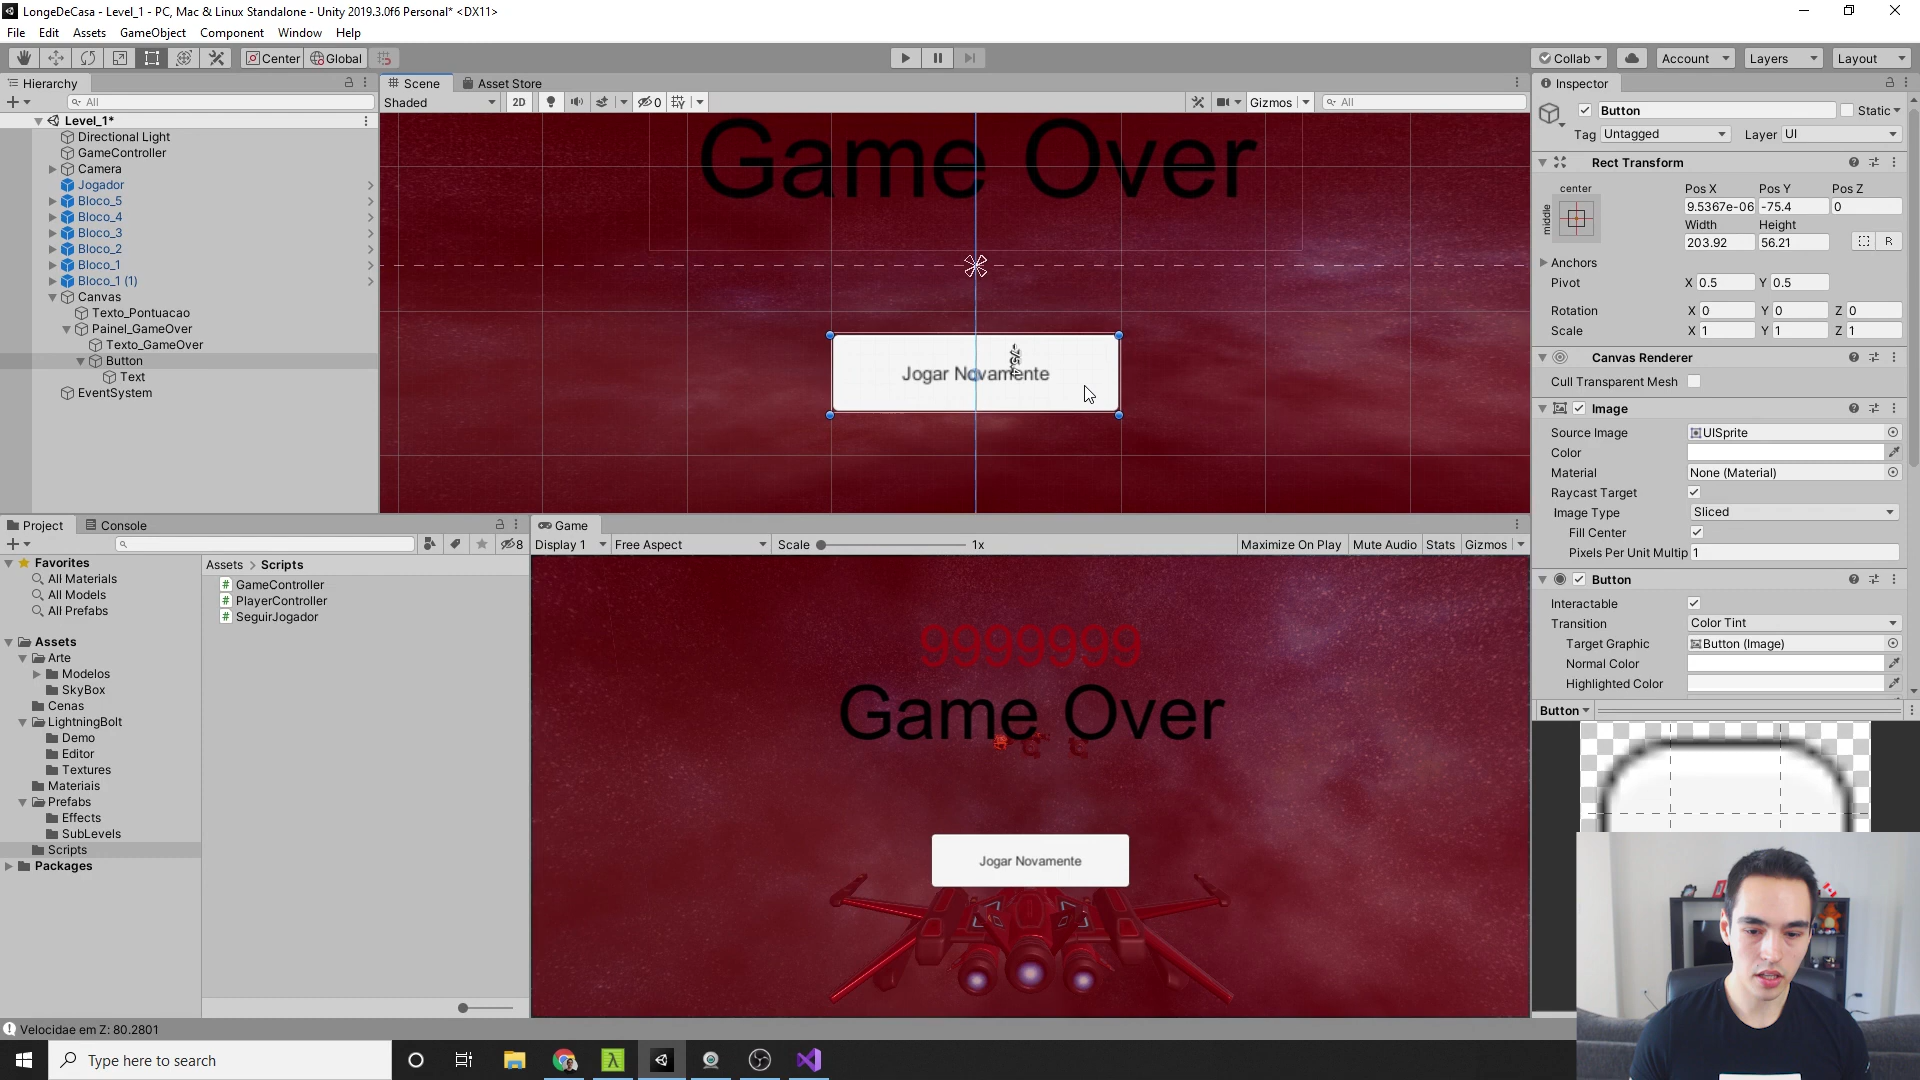 LongeDeCasa - Level_1 - PC, Mac & Linux Standalone - Unity 2019.3.0f6 Personal* <DX11>
File Edit Assets GameObject Component Window Help
Center Global Collab Account Layers Layout
Hierarchy
All
Level_1*
Directional Light
GameController
Camera
Jogador
Bloco_5
Bloco_4
Bloco_3
Bloco_2
Bloco_1
Bloco_1 (1)
Canvas
Texto_Pontuacao
Painel_GameOver
Texto_GameOver
Button
Text
EventSystem
Scene Asset Store
Shaded 2D 0 Gizmos All
Game Over
Jogar Novamente
Inspector
Button Static
Tag Untagged Layer UI
Rect Transform
center
middle
Pos X Pos Y Pos Z
9.5367e-06 -75.4 0
Width Height
203.92 56.21 R
Anchors
Pivot X 0.5 Y 0.5
Rotation X 0 Y 0 Z 0
Scale X 1 Y 1 Z 1
Canvas Renderer
Cull Transparent Mesh
Image
Source Image UISprite
Color
Material None (Material)
Raycast Target
Image Type Sliced
Fill Center
Pixels Per Unit Multip 1
Button
Interactable
Transition Color Tint
Target Graphic Button (Image)
Normal Color
Highlighted Color
Button
Project Console
8
Favorites
All Materials
All Models
All Prefabs
Assets
Arte
Modelos
SkyBox
Cenas
LightningBolt
Demo
Editor
Textures
Materiais
Prefabs
Effects
SubLevels
Scripts
Packages
Assets > Scripts
GameController
PlayerController
SeguirJogador
Game
Display 1 Free Aspect Scale 1x Maximize On Play Mute Audio Stats Gizmos
9999999
Game Over
Jogar Novamente
Velocidae em Z: 80.2801
Type here to search